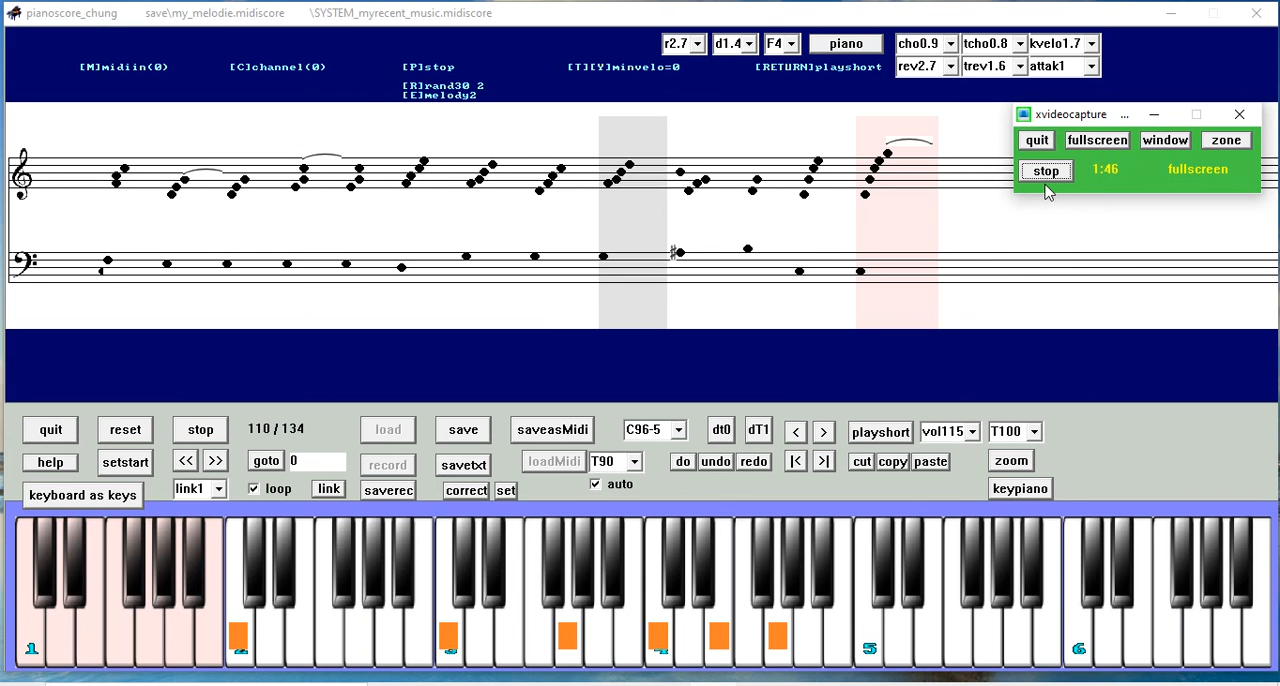 pianoscore_chung save\my_melodie.midiscore \SYSTEM_myrecent_music.midiscore
r2.7 d1.4 F4 piano cho0.9 tcho0.8 kvelo1.7
[M]midiin(0) [C]channel(0) [P]stop [T][Y]minvelo=0 [RETURN]playshort rev2.7 trev1.6 attak1
[R]rand30 2
[E]melody2
xvideocapture ...
quit fullscreen window zone
stop 1:46 fullscreen
quit reset stop 110 / 134 load save saveasMidi C96-5 dt0 dT1 < > playshort vol115 T100
help setstart << >> goto 0 record savetxt loadMidi T90 do undo redo |< >| cut copy paste zoom
keyboard as keys link1 loop link saverec correct set auto keypiano
1 2 3 4 5 6